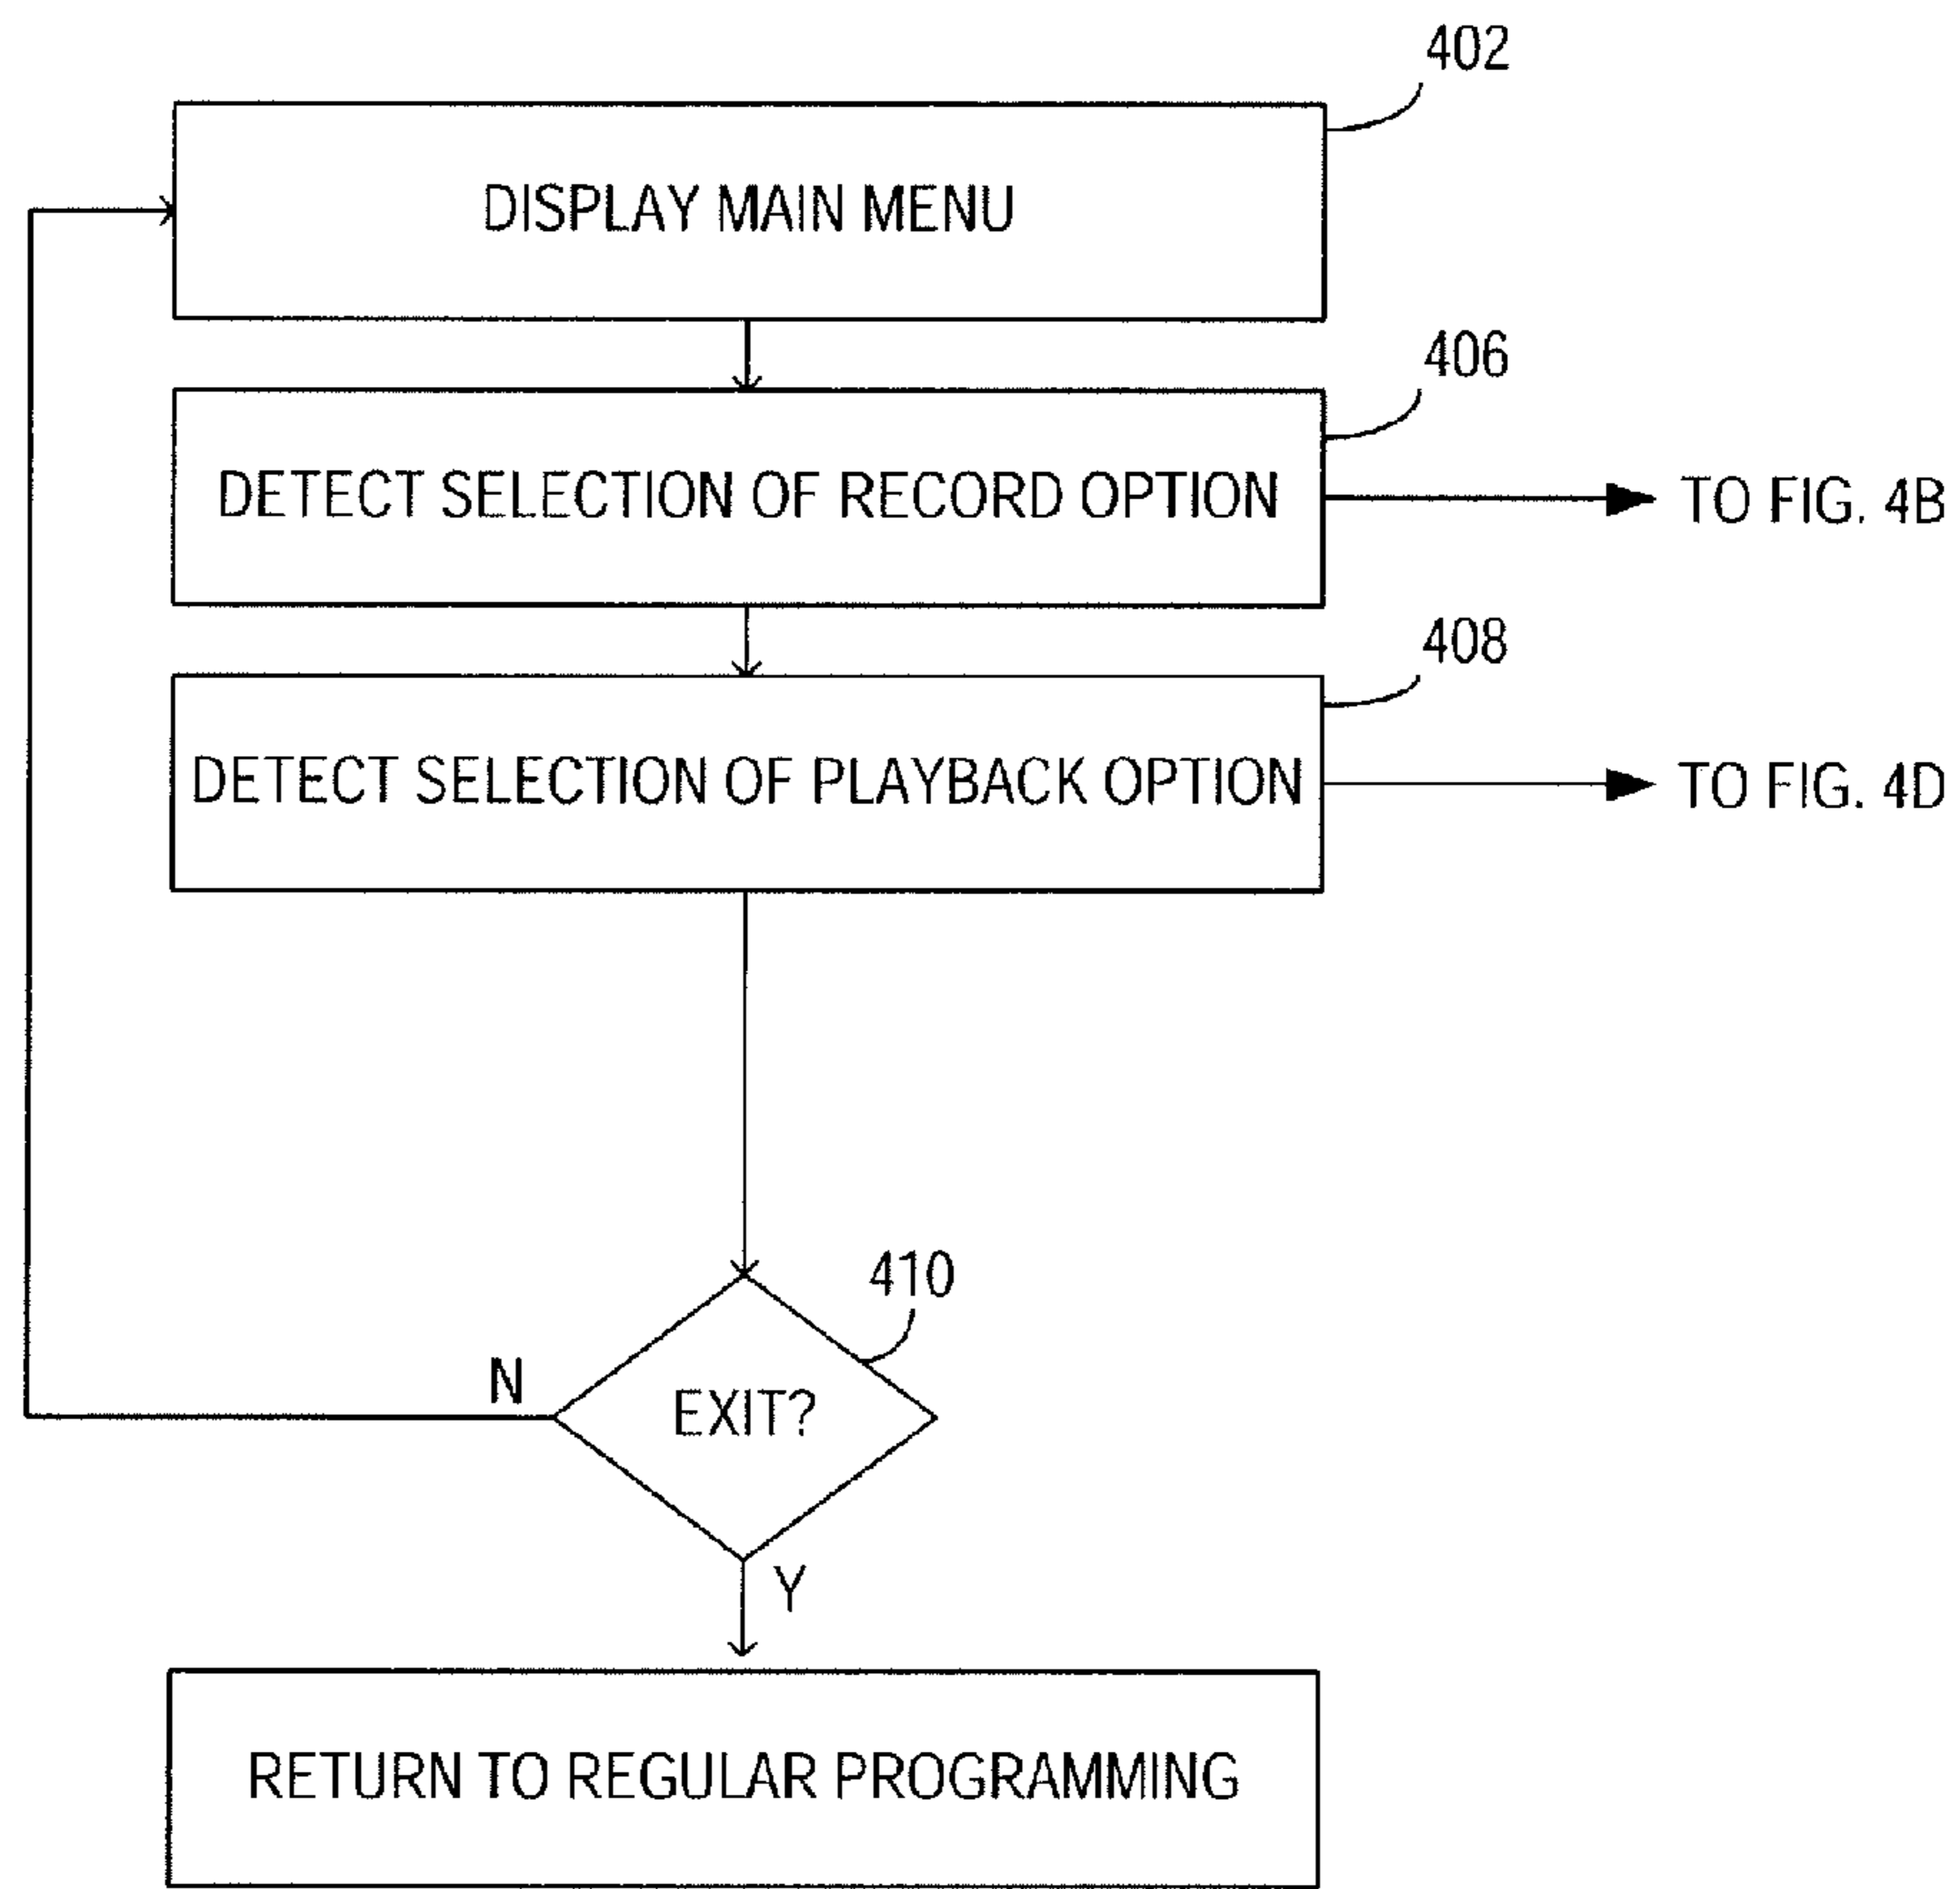 402
DISPLAY MAIN MENU
406
DETECT SELECTION OF RECORD OPTION
TO FIG. 4B
408
DETECT SELECTION OF PLAYBACK OPTION
TO FIG. 4D
410
N
EXIT?
Y
RETURN TO REGULAR PROGRAMMING